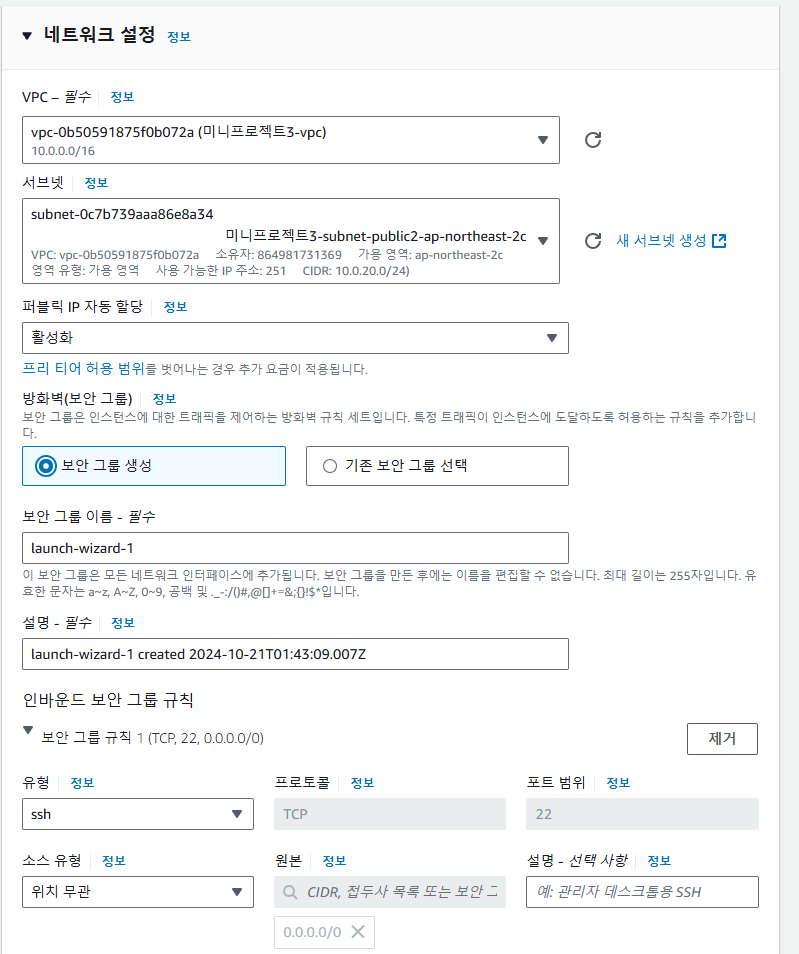 네트워크 설정 정보
VPC – 필수 정보
vpc-0b50591875f0b072a (미니프로젝트3-vpc)
10.0.0.0/16
서브넷 정보
subnet-0c7b739aaa86e8a34
미니프로젝트3-subnet-public2-ap-northeast-2c
VPC: vpc-0b50591875f0b072a 소유자: 864981731369 가용 영역: ap-northeast-2c
영역 유형: 가용 영역 사용 가능한 IP 주소: 251 CIDR: 10.0.20.0/24)
새 서브넷 생성
퍼블릭 IP 자동 할당 정보
활성화
프리 티어 허용 범위를 벗어나는 경우 추가 요금이 적용됩니다.
방화벽(보안 그룹) 정보
보안 그룹은 인스턴스에 대한 트래픽을 제어하는 방화벽 규칙 세트입니다. 특정 트래픽이 인스턴스에 도달하도록 허용하는 규칙을 추가합니
다.
보안 그룹 생성 기존 보안 그룹 선택
보안 그룹 이름 - 필수
launch-wizard-1
이 보안 그룹은 모든 네트워크 인터페이스에 추가됩니다. 보안 그룹을 만든 후에는 이름을 편집할 수 없습니다. 최대 길이는 255자입니다. 유
효한 문자는 a~z, A~Z, 0~9, 공백 및 ._-:/()#,@[]+=&;{}!$*입니다.
설명 - 필수 정보
launch-wizard-1 created 2024-10-21T01:43:09.007Z
인바운드 보안 그룹 규칙
보안 그룹 규칙 1 (TCP, 22, 0.0.0.0/0) 제거
유형 정보 프로토콜 정보 포트 범위 정보
ssh TCP 22
소스 유형 정보 원본 정보 설명 - 선택 사항 정보
위치 무관 CIDR, 접두사 목록 또는 보안 그 예: 관리자 데스크톱용 SSH
0.0.0.0/0